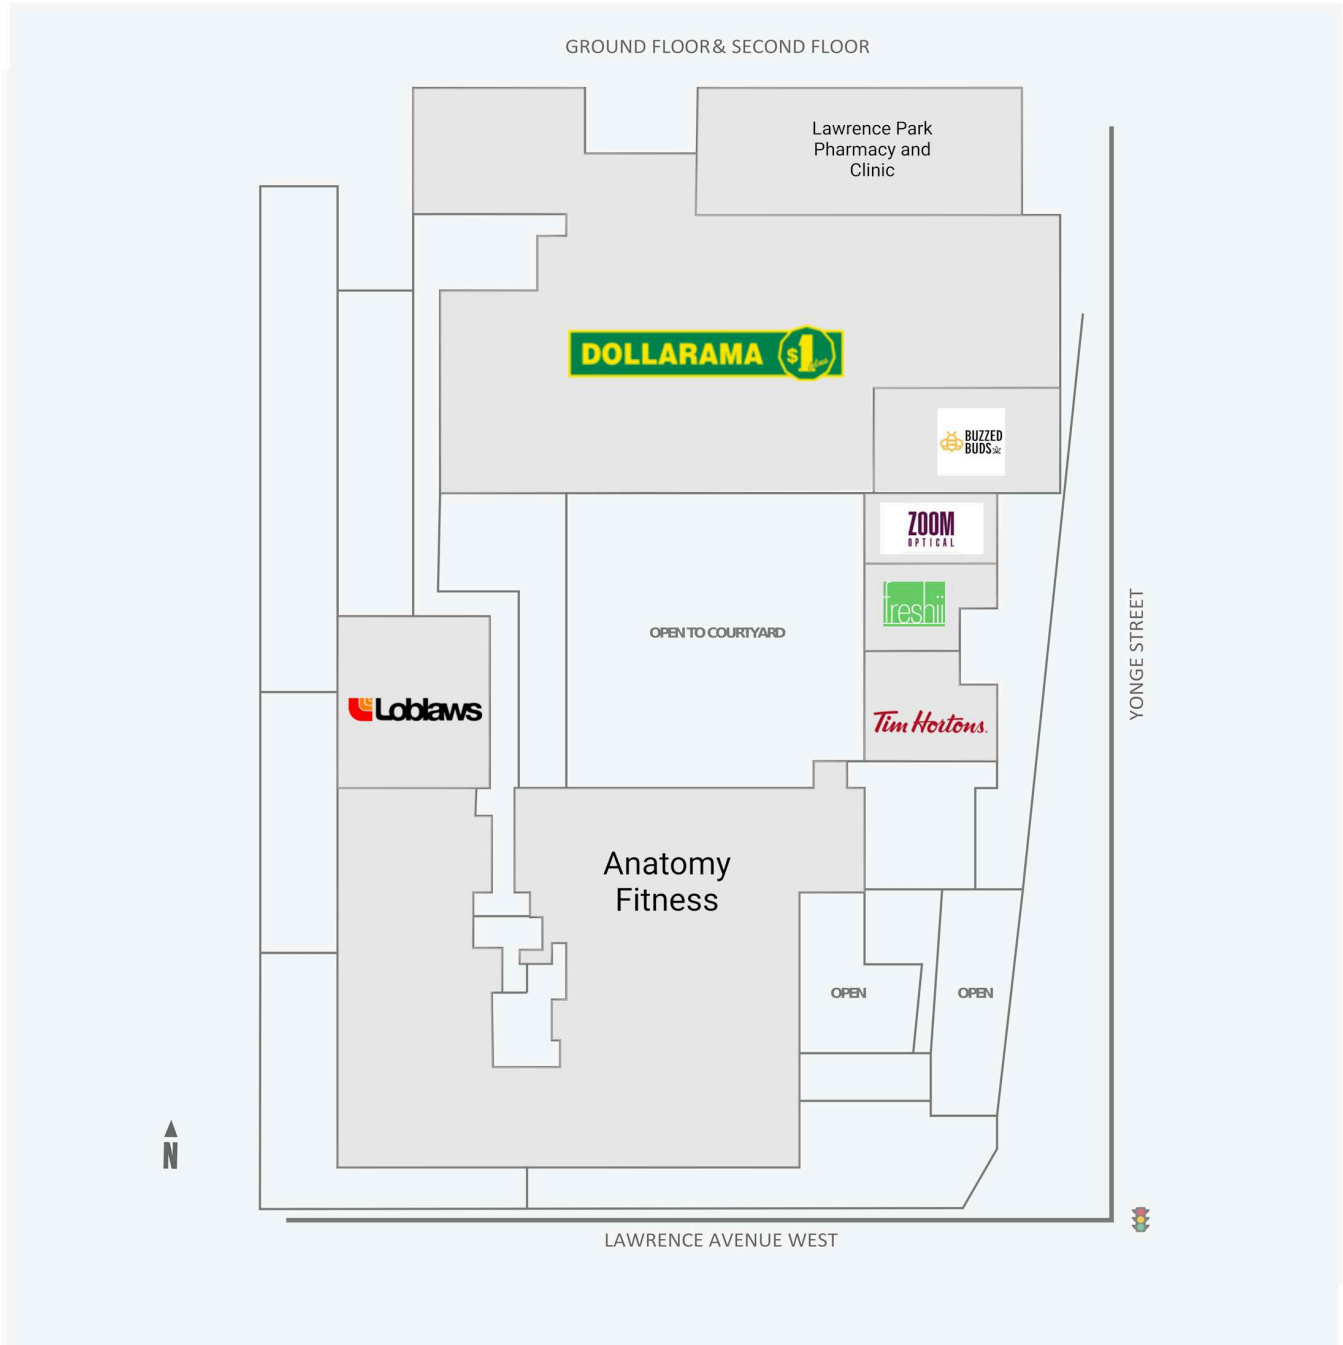 GROUND FLOOR& SECOND FLOOR
Lawrence Park
Pharmacy and
Clinic
DOLLARAMA $1
BUZZED
BUDS
ZOOM
OPTICAL
freshii
OPEN TO COURTYARD
YONGE STREET
Loblaws
Tim Hortons.
Anatomy
Fitness
OPEN
OPEN
N
LAWRENCE AVENUE WEST